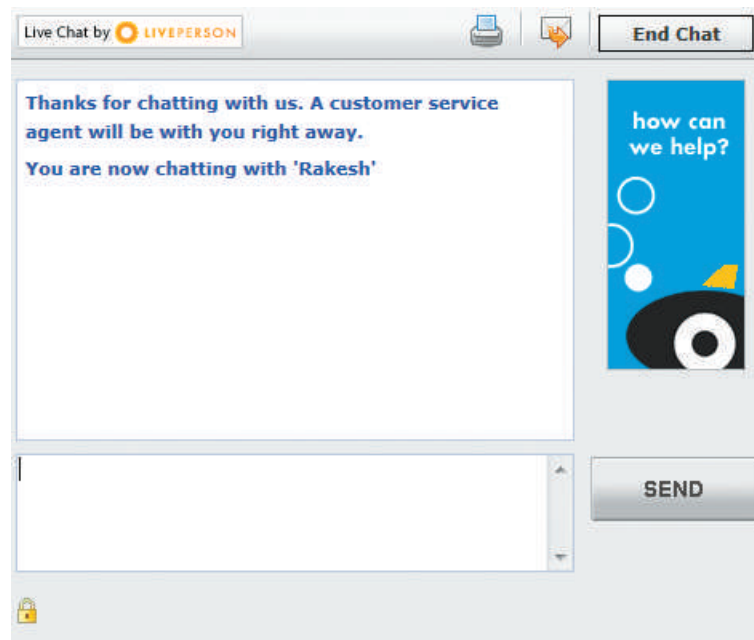 Live Chat by LIVEPERSON
End Chat
Thanks for chatting with us. A customer service
agent will be with you right away.
You are now chatting with 'Rakesh'
how can
we help?
SEND